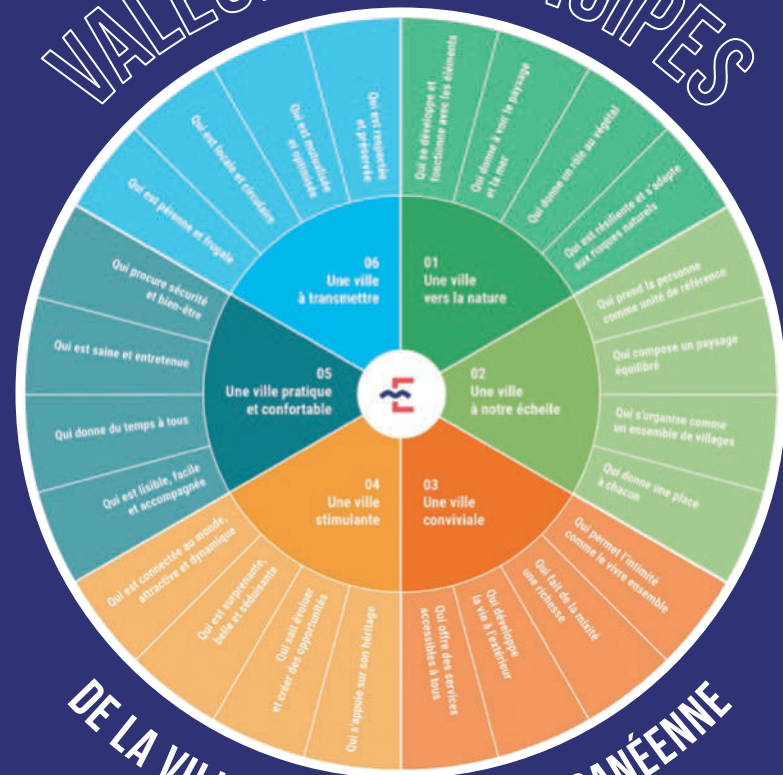 VALEU CIPES
Qui se développe et
fonctionne avec les éléments
Qui donne à voir le paysage
et la mer
Qui donne un rôle au végétal
Qui est résiliente et s'adapte
aux risques naturels
01
Une ville
vers la nature
Qui prend la personne
comme unité de référence
Qui compose un paysage
équilibré
Qui s'organise comme
un ensemble de villages
Qui donne une place
à chacun
02
Une ville
à notre échelle
Qui permet l'intimité
comme le vivre ensemble
Qui fait de la mixité
une richesse
Qui développe
la vie à l'extérieur
Qui offre des services
accessibles à tous
03
Une ville
conviviale
Qui s'appuie sur son héritage
Qui sait évoluer
et créer des opportunités
Qui est surprenante,
belle et séduisante
Qui est connectée au monde,
attractive et dynamique
04
Une ville
stimulante
Qui est lisible, facile
et accompagnée
Qui donne du temps à tous
Qui est saine et entretenue
Qui procure sécurité
et bien-être
05
Une ville pratique
et confortable
Qui est pérenne et frugale
Qui est locale et circulaire
Qui est mutualisée
et optimisée
Qui est respectée
et préservée
06
Une ville
à transmettre
DE LA VIL ANÉENNE